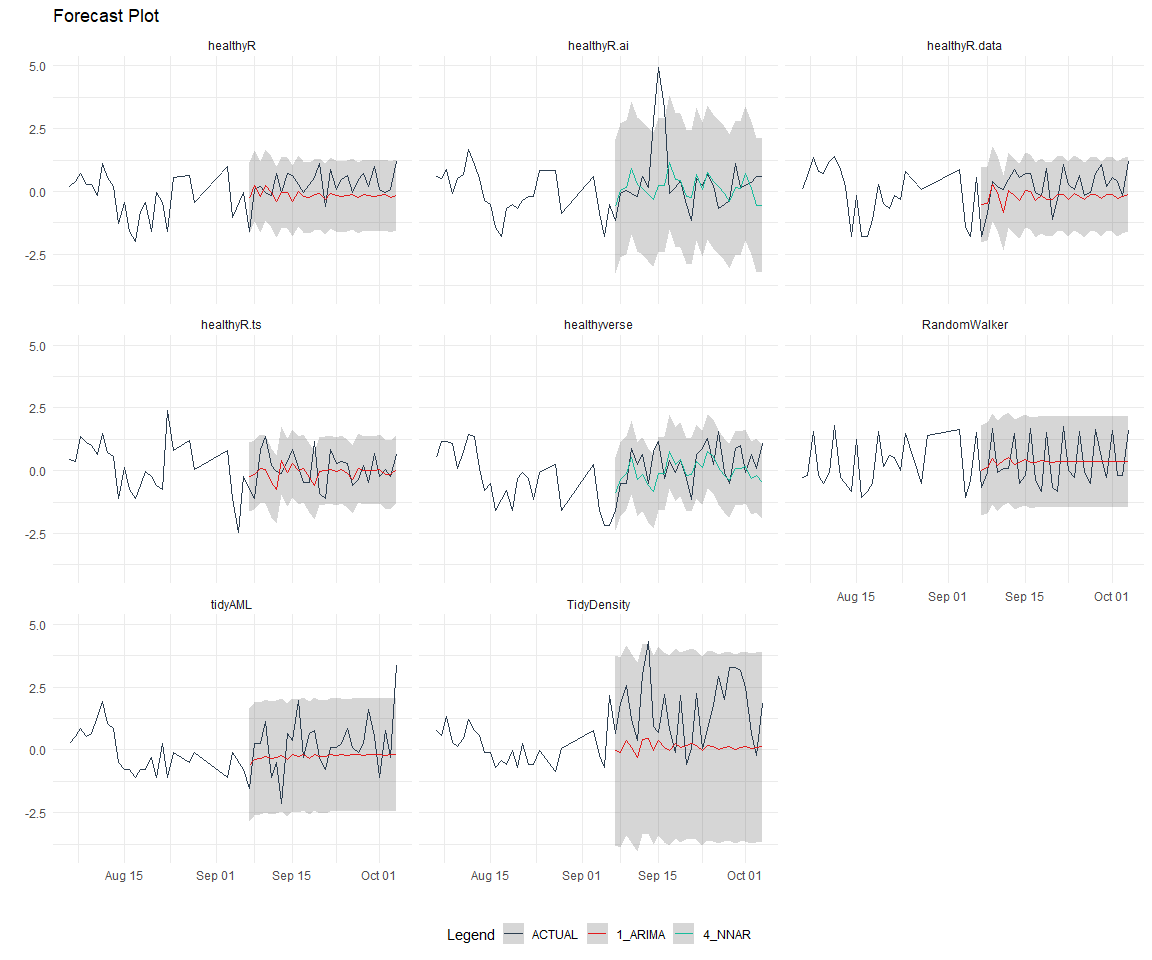 Forecast Plot
healthyR
healthyR.ai
healthyR.data
5.0
2.5
0.0
-2.5
healthyR.ts
healthyverse
RandomWalker
5.0
2.5
0.0
-2.5
Aug 15 Sep 01 Sep 15 Oct 01
tidyAML
TidyDensity
5.0
2.5
0.0
-2.5
Aug 15 Sep 01 Sep 15 Oct 01
Aug 15 Sep 01 Sep 15 Oct 01
Legend ACTUAL 1_ARIMA 4_NNAR